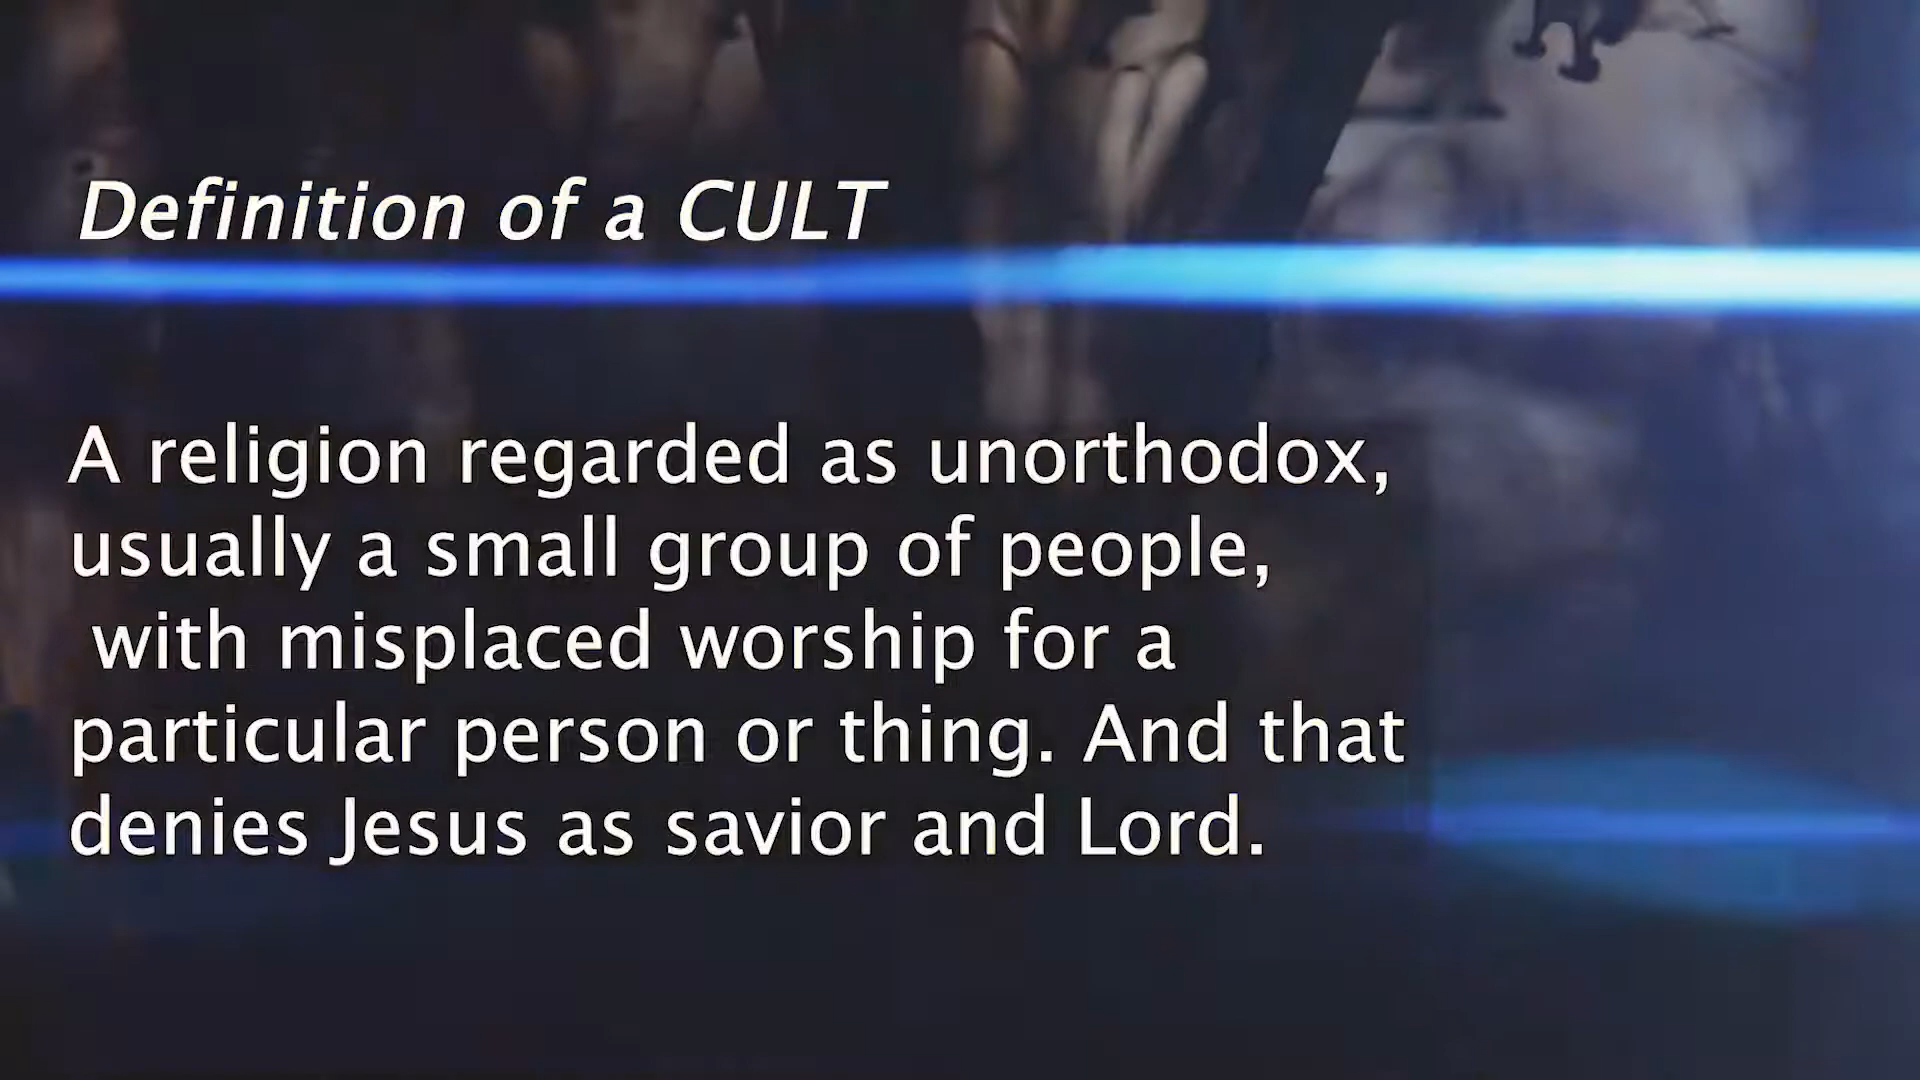 Definition of a CULT
A religion regarded as unorthodox,
usually a small group of people,
with misplaced worship for a
particular person or thing. And that
denies Jesus as savior and Lord.